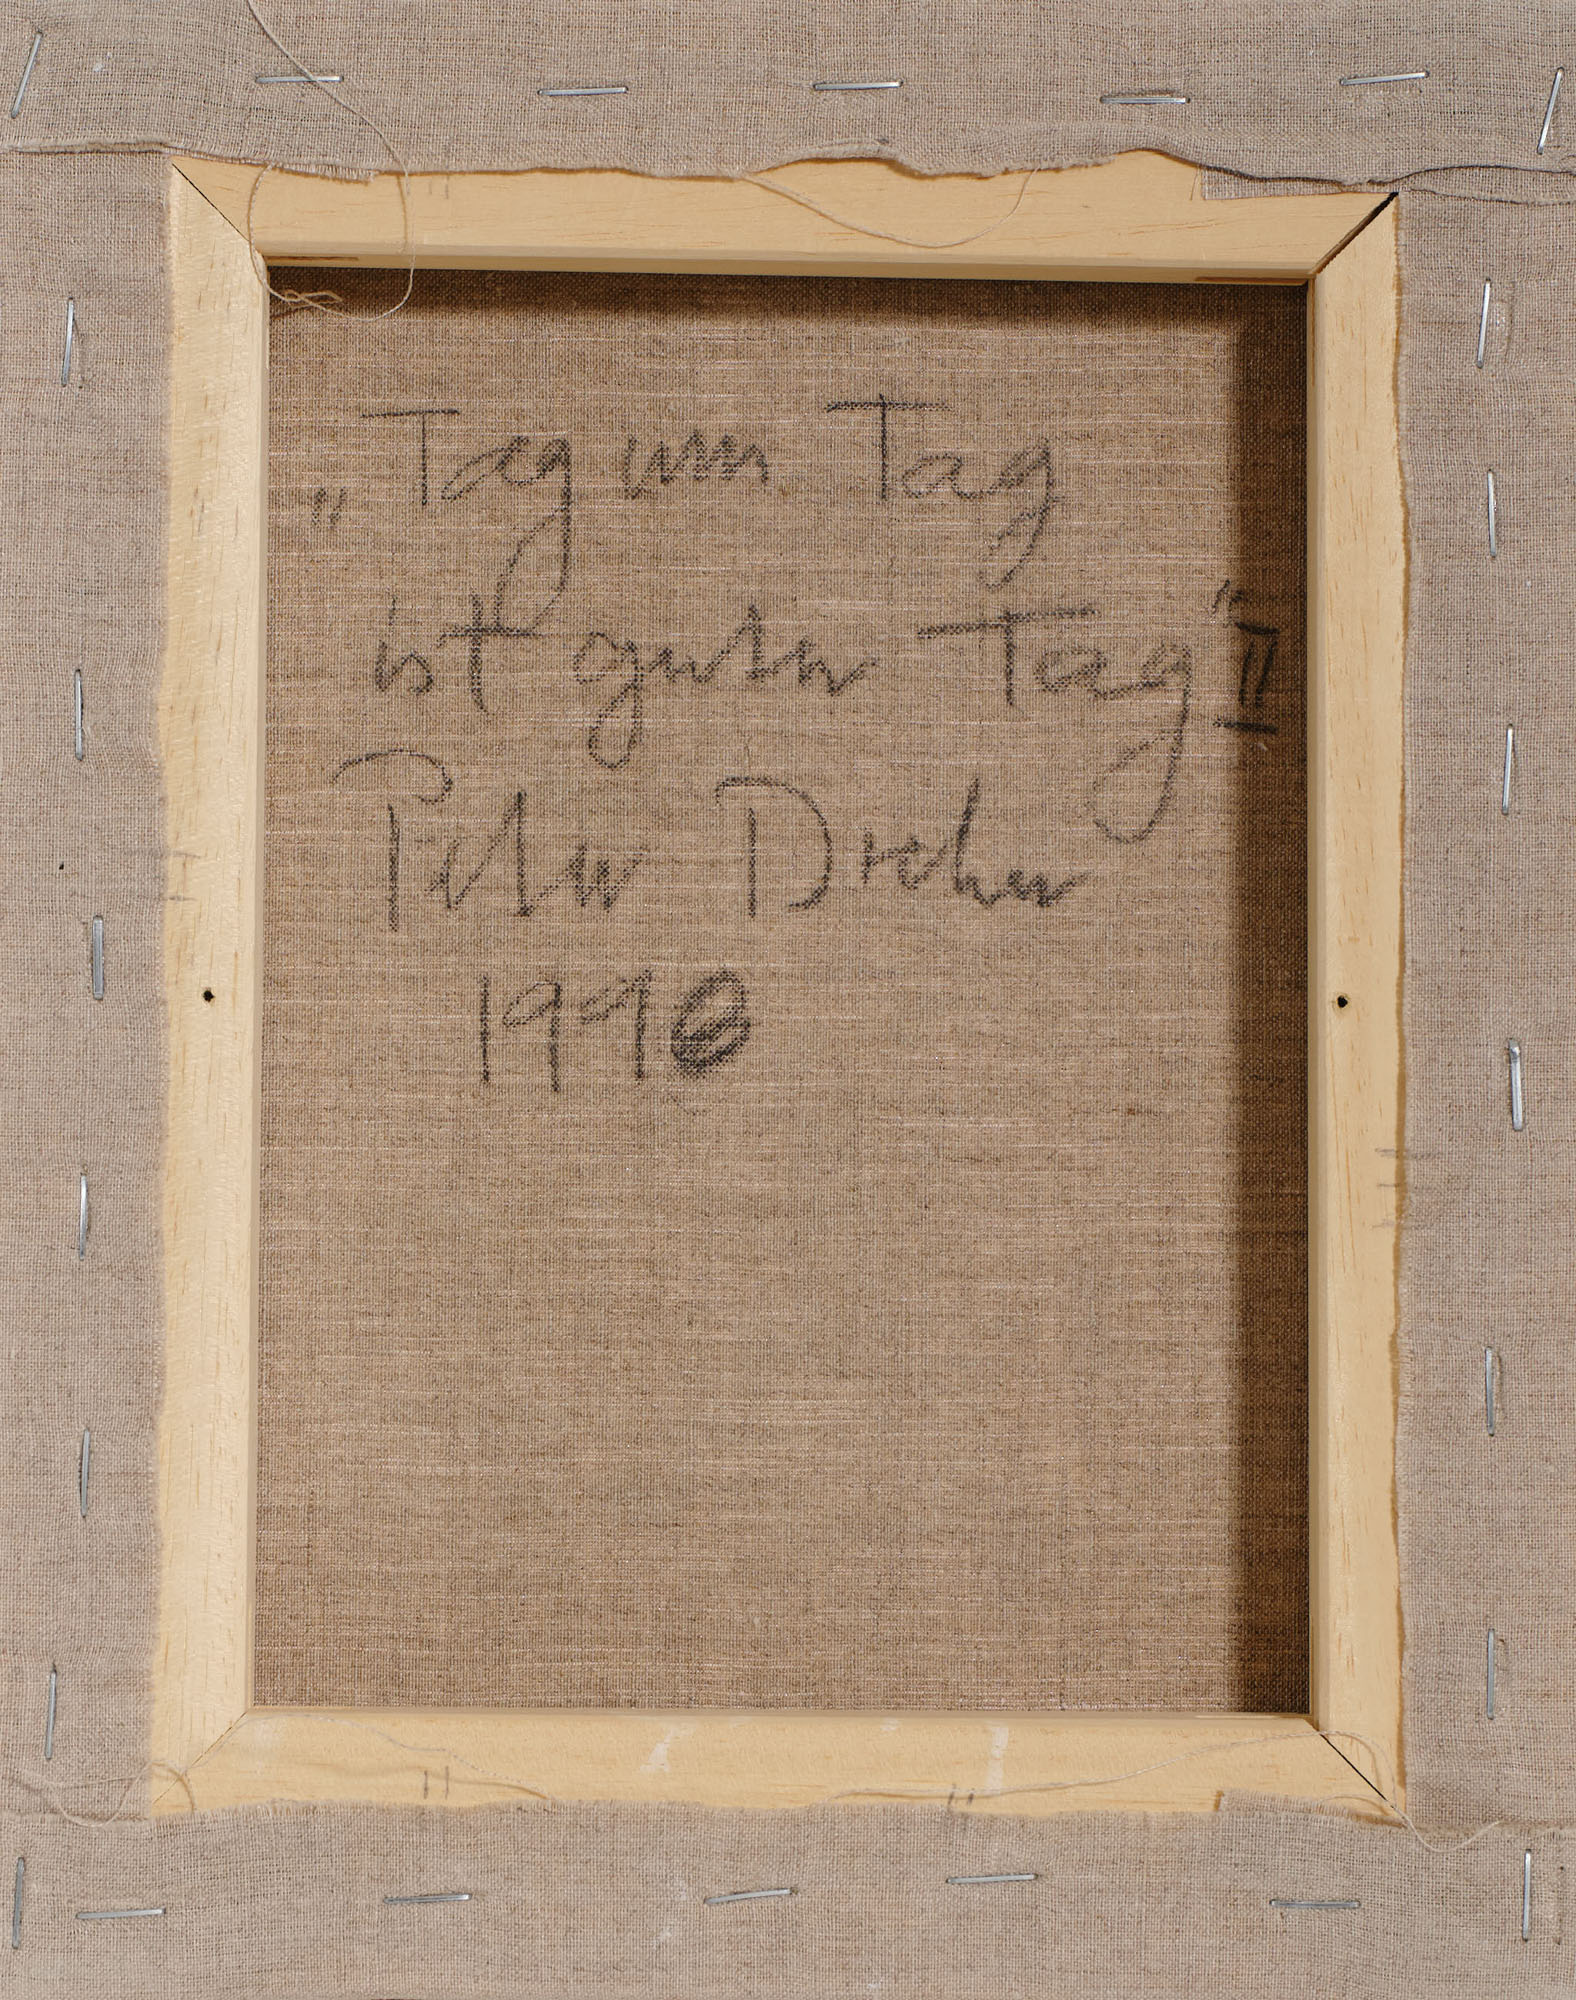 „Tag um Tag
ist guter Tag" II
Peter Dreher
1990